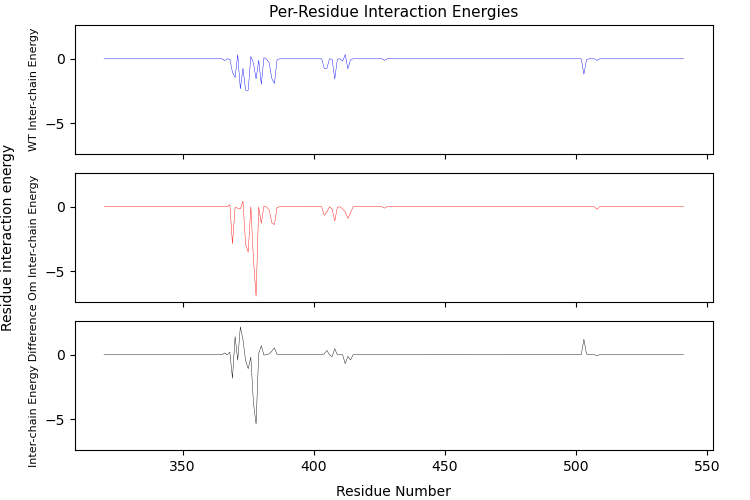 Per-Residue Interaction Energies
Residue interaction energy
WT Inter-chain Energy
0
−5
Om Inter-chain Energy
0
−5
Inter-chain Energy Difference
0
−5
350
400
450
500
550
Residue Number